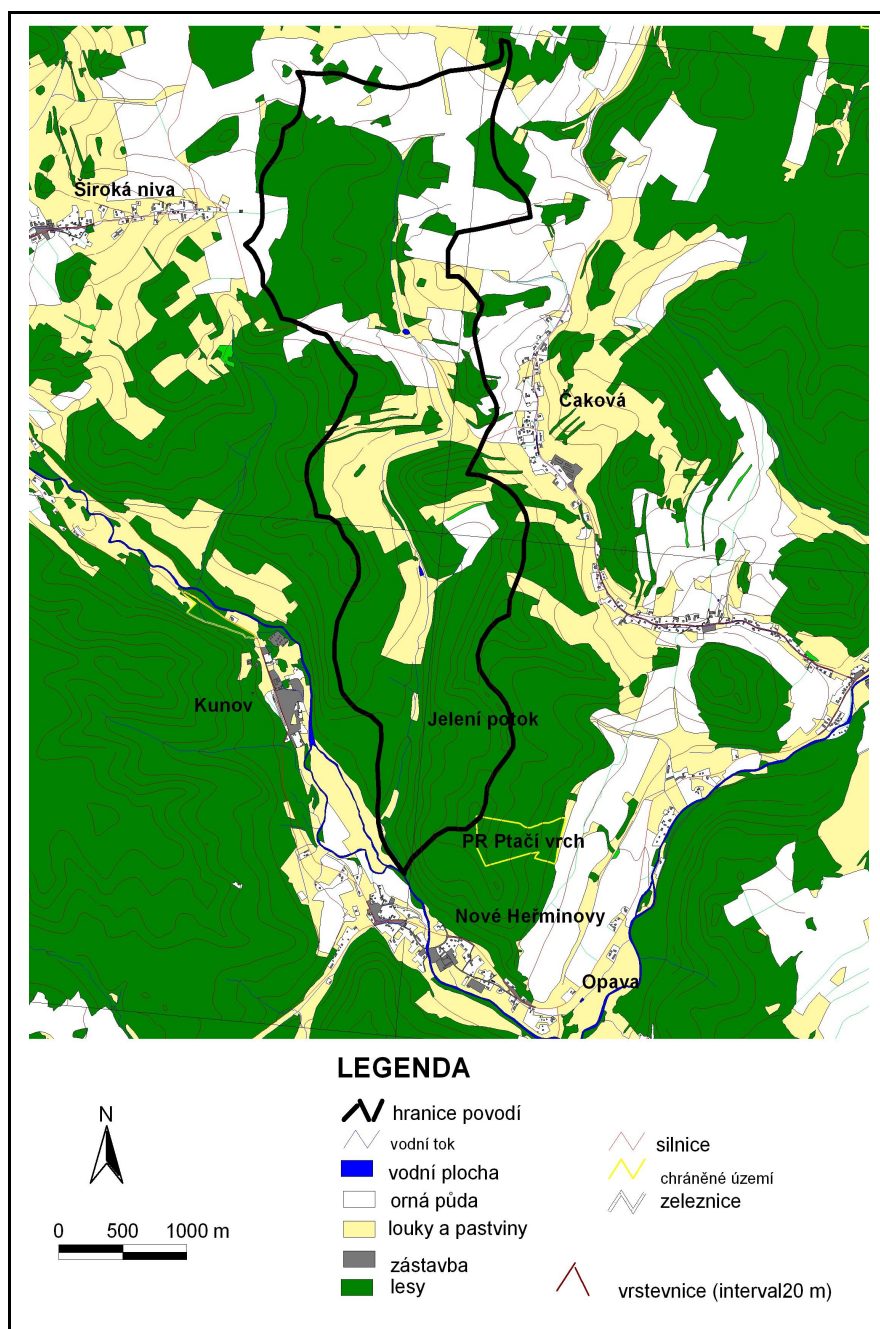 Široká niva
Čaková
Kunov
Jelení potok
PR Ptačí vrch
Nové Heřminovy
Opava
LEGENDA
N
hranice povodí
vodní tok
vodní plocha
orná půda
louky a pastviny
zástavba
lesy
silnice
chráněné území
zeleznice
vrstevnice (interval20 m)
0 500 1000 m